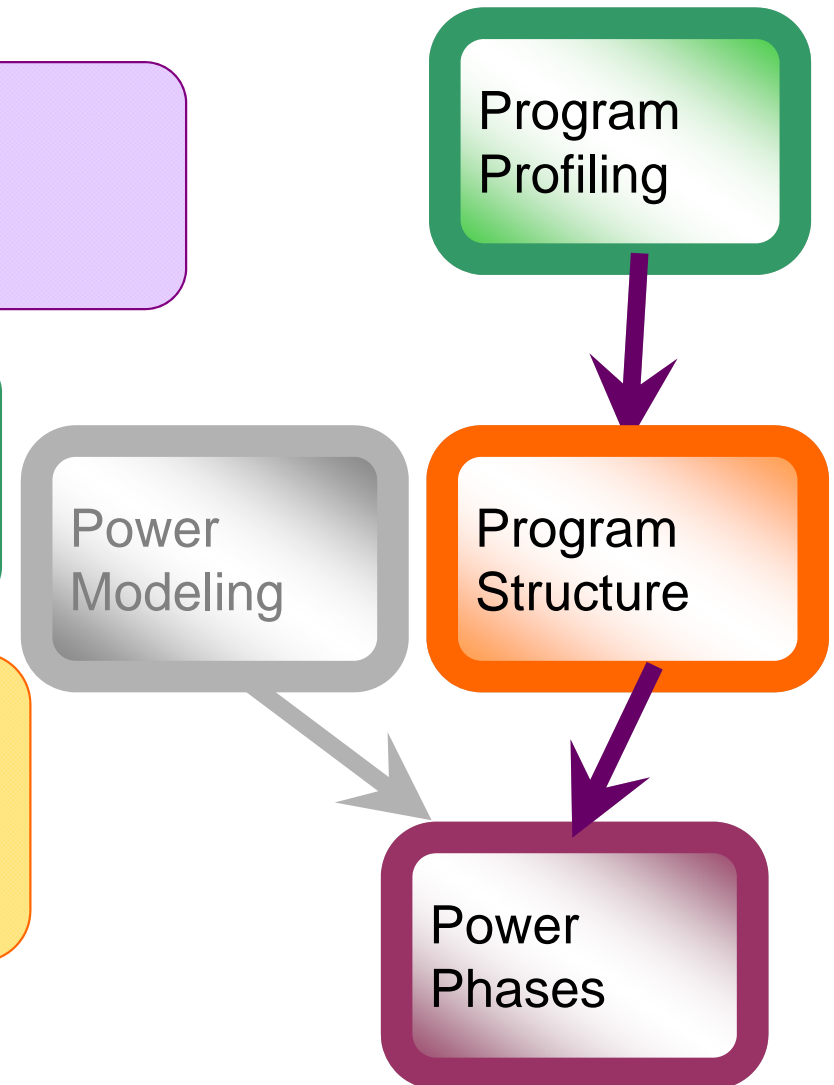 Program
Profiling
Power
Modeling
Program
Structure
Power
Phases